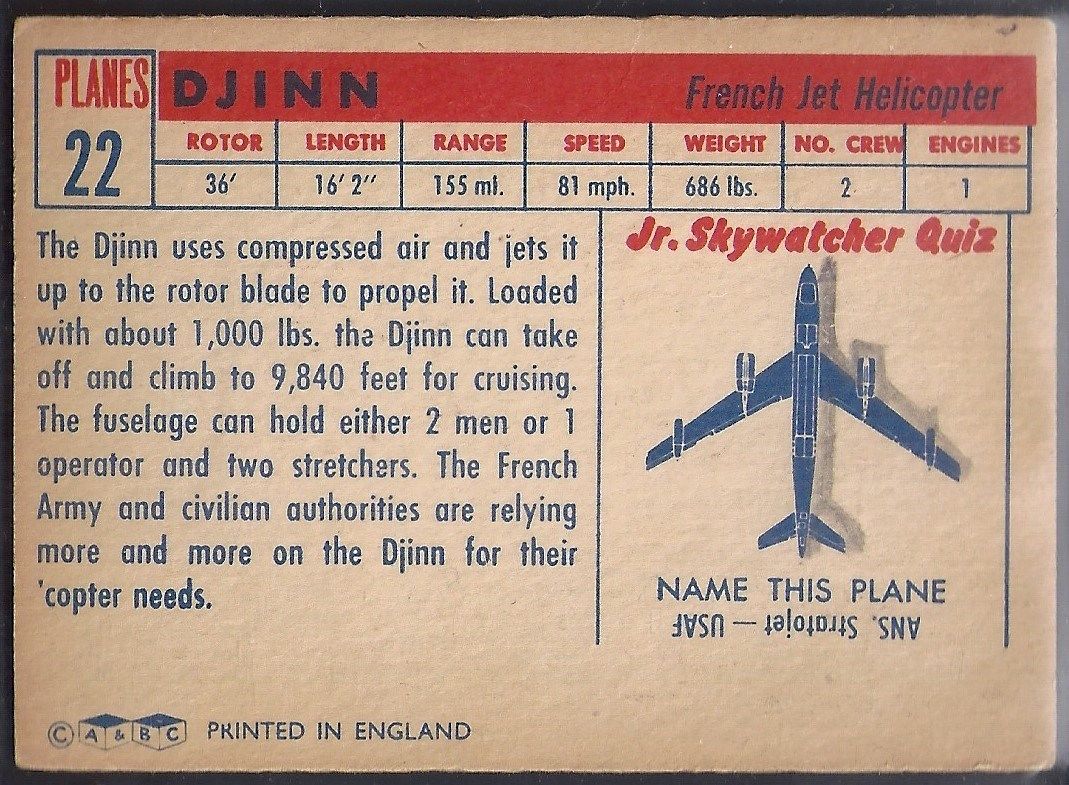 PLANES
22
DJINN French Jet Helicopter
ROTOR LENGTH RANGE SPEED WEIGHT NO. CREW ENGINES
36' 16' 2" 155 mi. 81 mph. 686 lbs. 2 1
The Djinn uses compressed air and jets it
up to the rotor blade to propel it. Loaded
with about 1,000 lbs. the Djinn can take
off and climb to 9,840 feet for cruising.
The fuselage can hold either 2 men or 1
operator and two stretchers. The French
Army and civilian authorities are relying
more and more on the Djinn for their
'copter needs.
Jr. Skywatcher Quiz
NAME THIS PLANE
ANS. Stratojet — USAF
© A & B C PRINTED IN ENGLAND